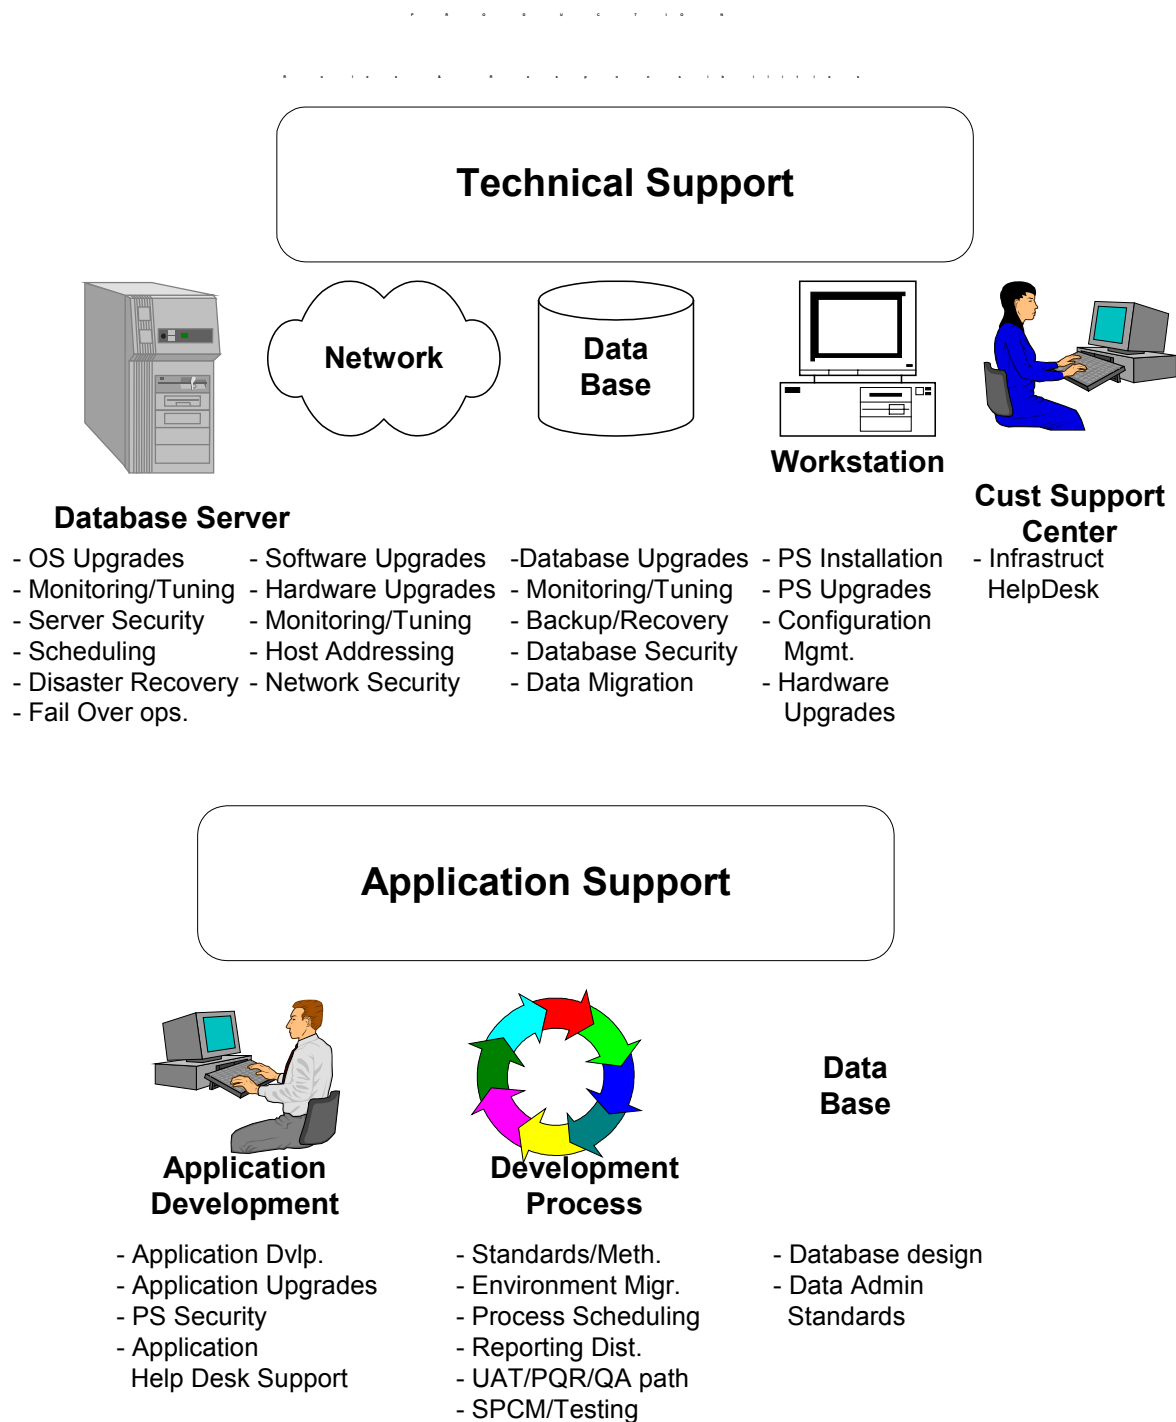 Technical Support
Network
Data
Base
Workstation
Cust Support
Center
Database Server
- OS Upgrades
- Monitoring/Tuning
- Server Security
- Scheduling
- Disaster Recovery
- Fail Over ops.
- Software Upgrades
- Hardware Upgrades
- Monitoring/Tuning
- Host Addressing
- Network Security
-Database Upgrades
- Monitoring/Tuning
- Backup/Recovery
- Database Security
- Data Migration
- PS Installation
- PS Upgrades
- Configuration
Mgmt.
- Hardware
Upgrades
- Infrastruct
HelpDesk
Application Support
Application
Development
- Application Dvlp.
- Application Upgrades
- PS Security
- Application
Help Desk Support
Development
Process
- Standards/Meth.
- Environment Migr.
- Process Scheduling
- Reporting Dist.
- UAT/PQR/QA path
- SPCM/Testing
Data
Base
- Database design
- Data Admin
Standards